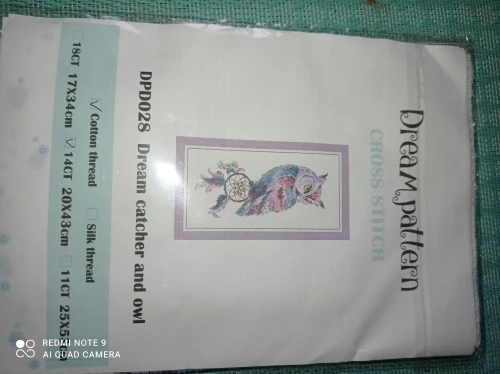 Dream pattern
CROSS STITCH
DPD028 Dream catcher and owl
Cotton thread Silk thread
18CT 17X34cm 14CT 20X43cm 11CT
REDMI NOTE 9
AI QUAD CAMERA